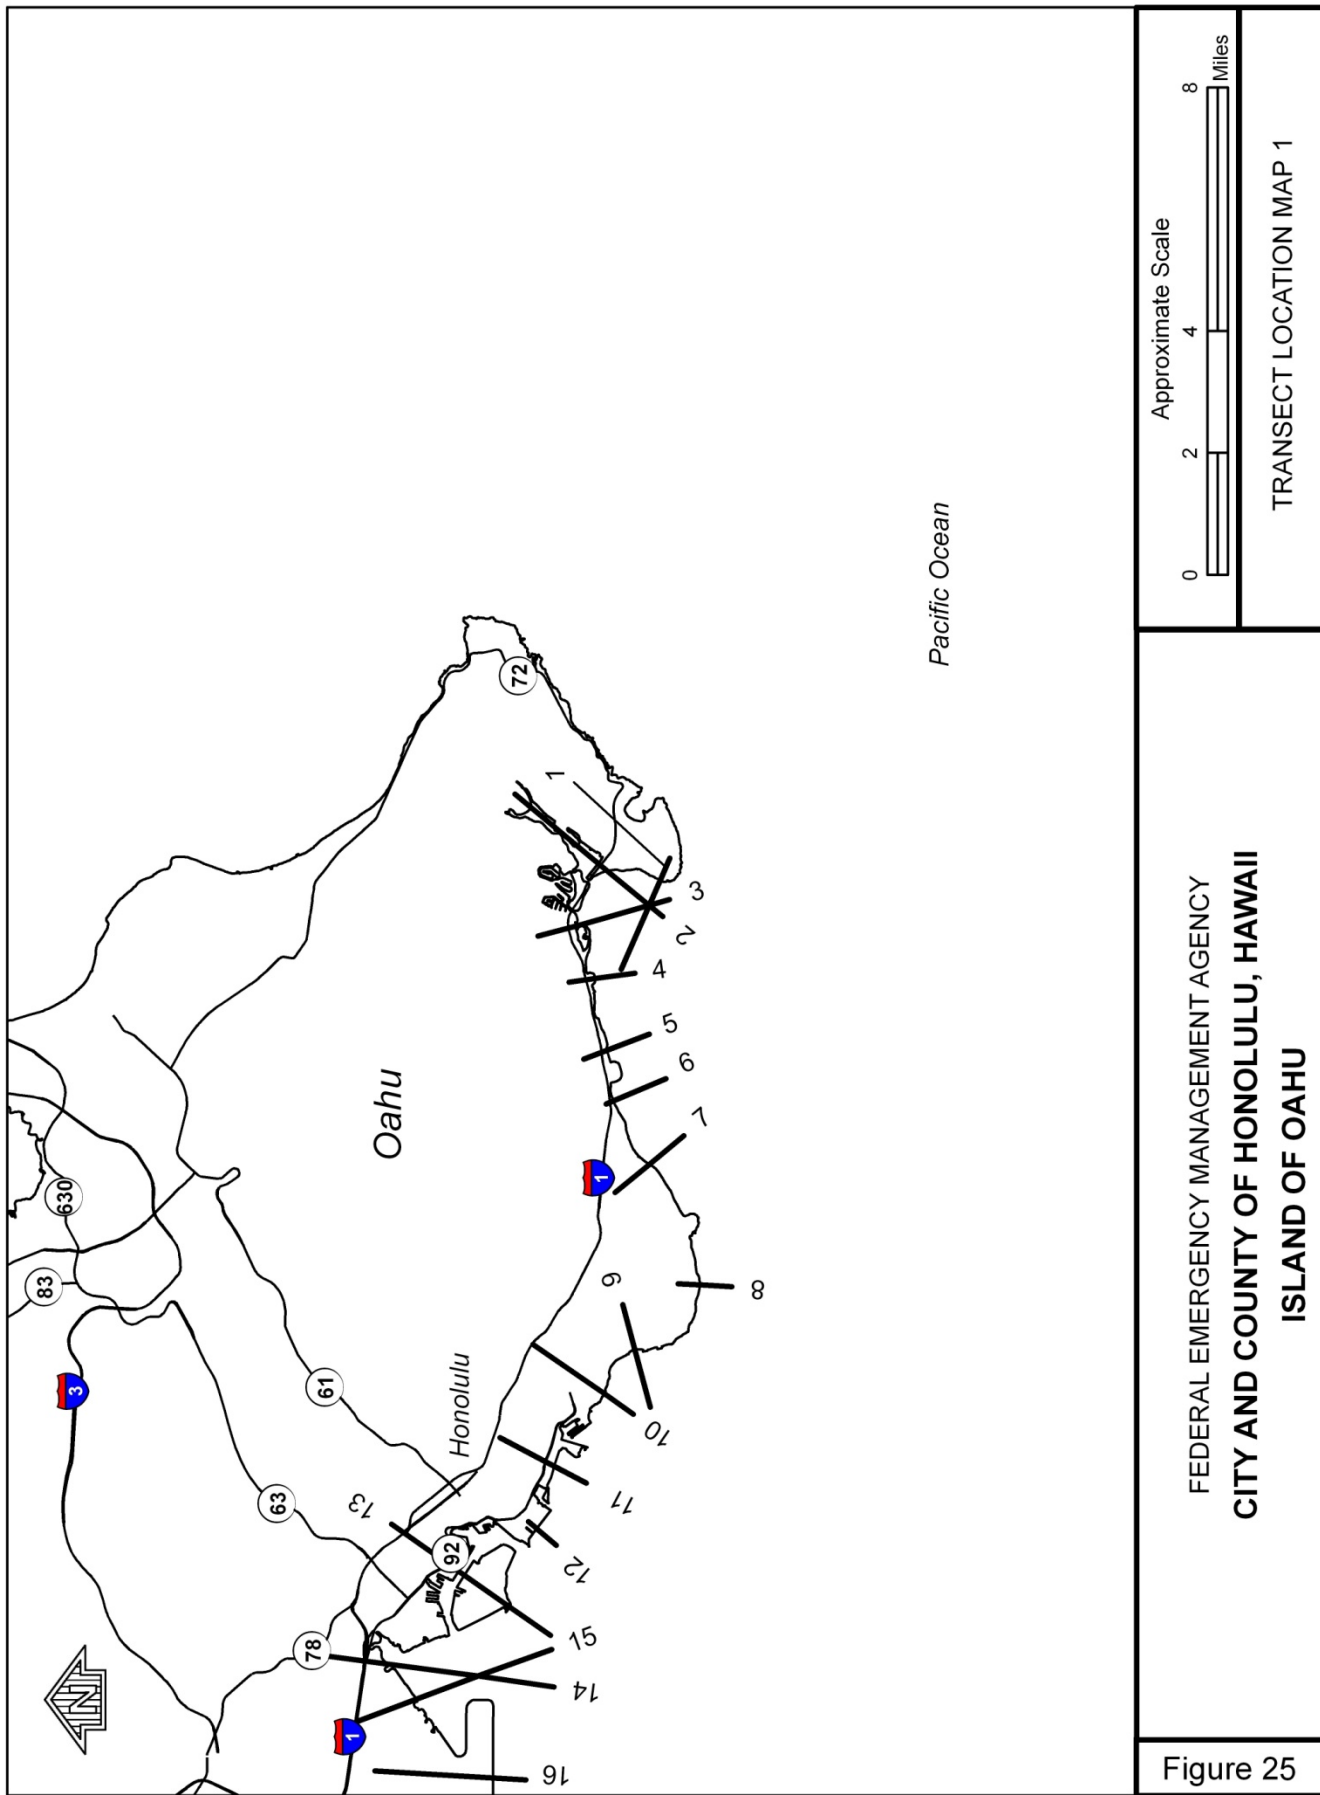 N
3
83
630
61
63
78
92
1
1
72
Oahu
Honolulu
Pacific Ocean
1
2
3
4
5
6
7
8
9
10
11
12
13
14
15
16
Approximate Scale
0 2 4 8
Miles
TRANSECT LOCATION MAP 1
FEDERAL EMERGENCY MANAGEMENT AGENCY
CITY AND COUNTY OF HONOLULU, HAWAII
ISLAND OF OAHU
Figure 25